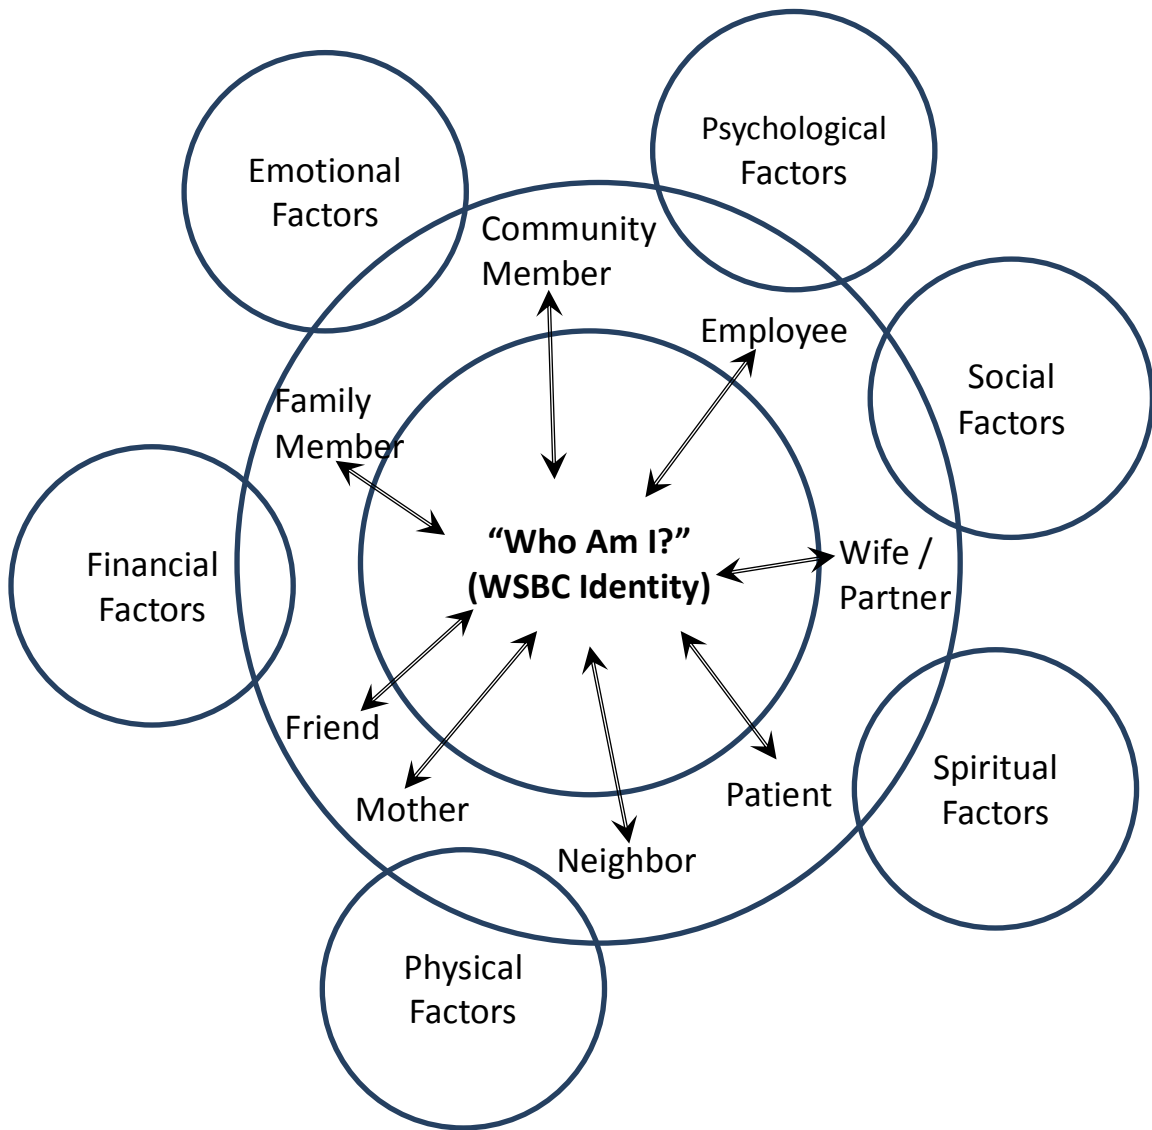 Psychological
Factors
Emotional
Factors
Community
Member
Employee
Social
Factors
Family
Member
“Who Am I?”
(WSBC Identity)
Wife /
Partner
Financial
Factors
Friend
Mother
Neighbor
Patient
Spiritual
Factors
Physical
Factors